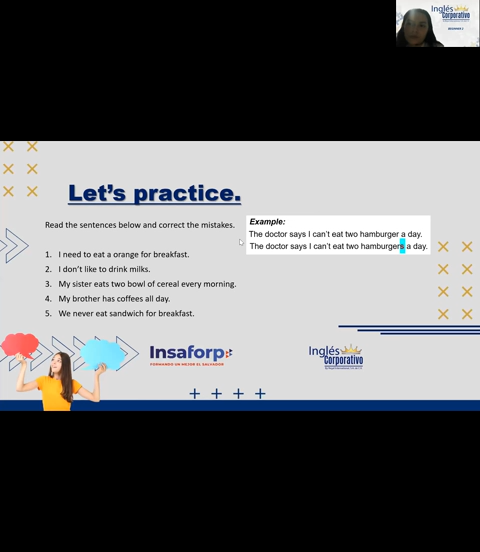 Inglés
Corporativo
BEGINNER 2
Let's practice.
Read the sentences below and correct the mistakes.
Example:
The doctor says I can't eat two hamburger a day.
The doctor says I can't eat two hamburgers a day.
1. I need to eat a orange for breakfast.
2. I don't like to drink milks.
3. My sister eats two bowl of cereal every morning.
4. My brother has coffees all day.
5. We never eat sandwich for breakfast.
Insaforp
FORMANDO UN MEJOR EL SALVADOR
Inglés
Corporativo